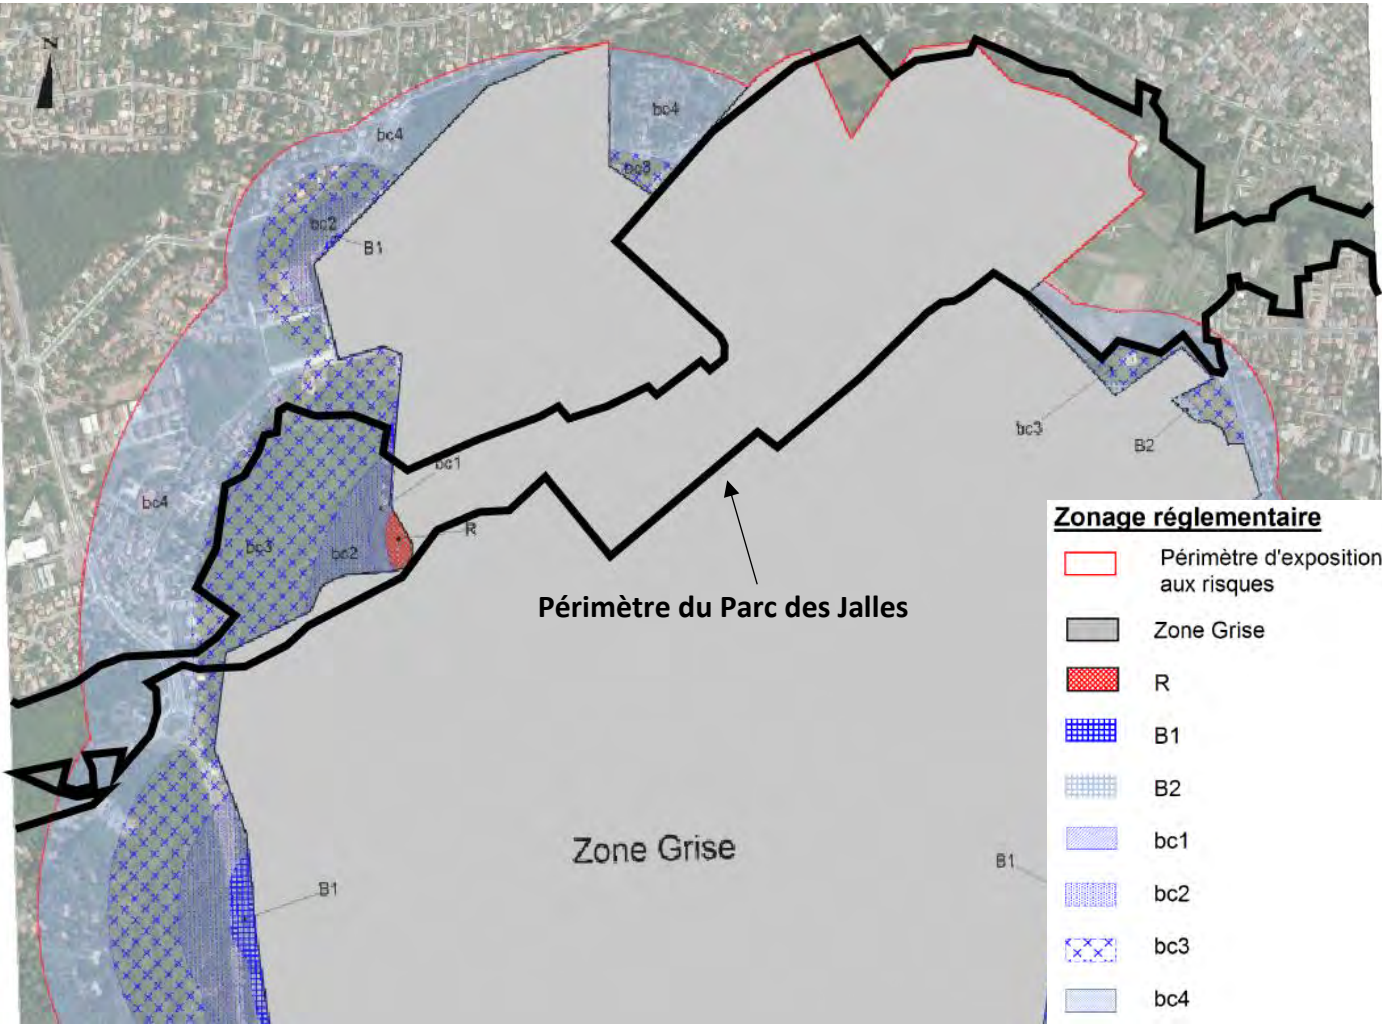 N
bc4
bc4
bc3
bc2
B1
bc1
bc4
bc3
bc2
R
bc3
B2
Périmètre du Parc des Jalles
Zone Grise
B1
B1
Zonage réglementaire
Périmètre d'exposition
aux risques
Zone Grise
R
B1
B2
bc1
bc2
bc3
bc4